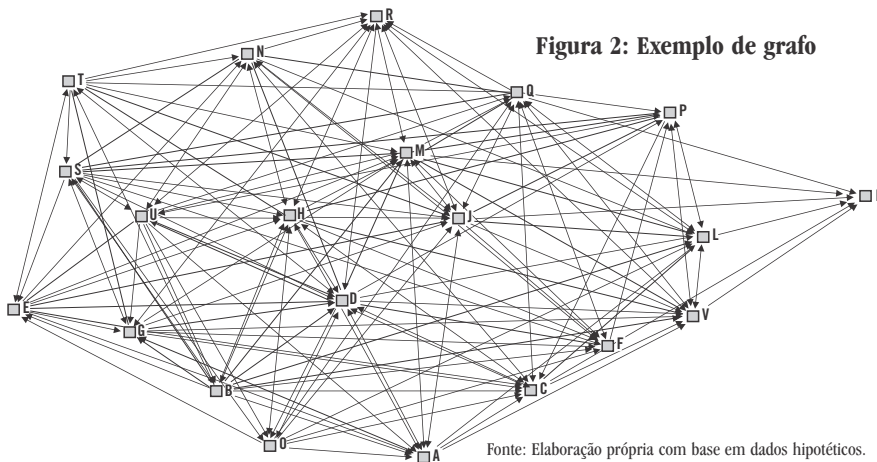 R
N
Figura 2: Exemplo de grafo
T
Q
P
M
S
U
H
J
L
D
E
G
V
F
B
C
O
A
Fonte: Elaboração própria com base em dados hipotéticos.